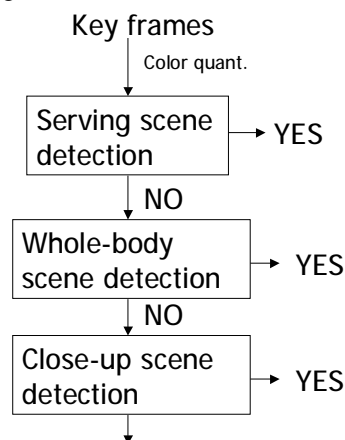 Key frames
Color quant.
Serving scene
detection
YES
NO
Whole-body
scene detection
YES
NO
Close-up scene
detection
YES